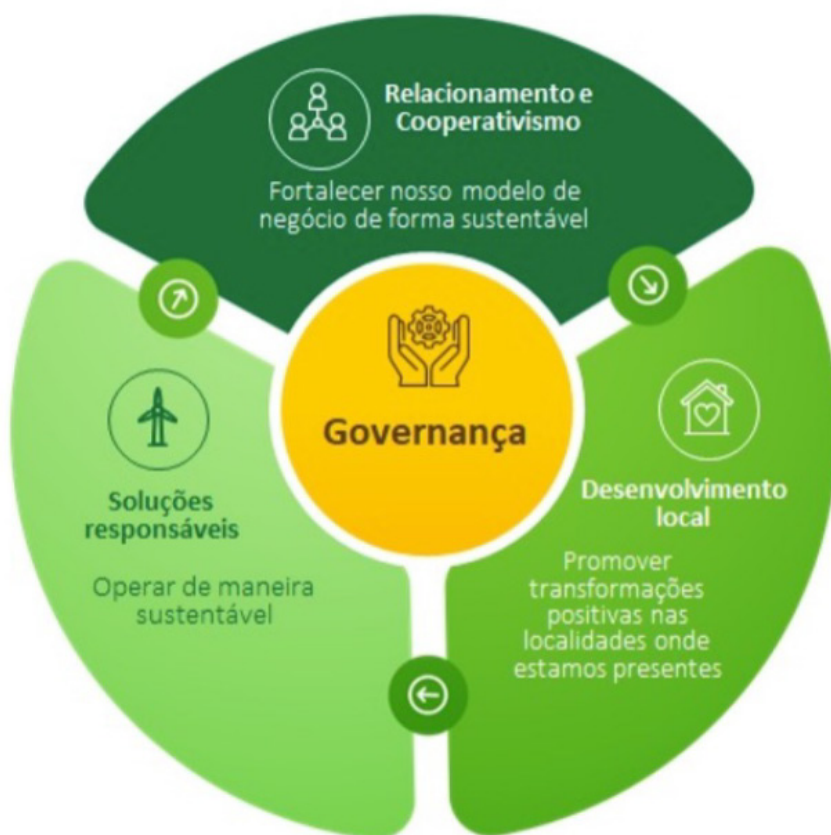 Relacionamento e
Cooperativismo
Fortalecer nosso modelo de
negócio de forma sustentável
Governança
Soluções
responsáveis
Operar de maneira
sustentável
Desenvolvimento
local
Promover
transformações
positivas nas
localidades onde
estamos presentes